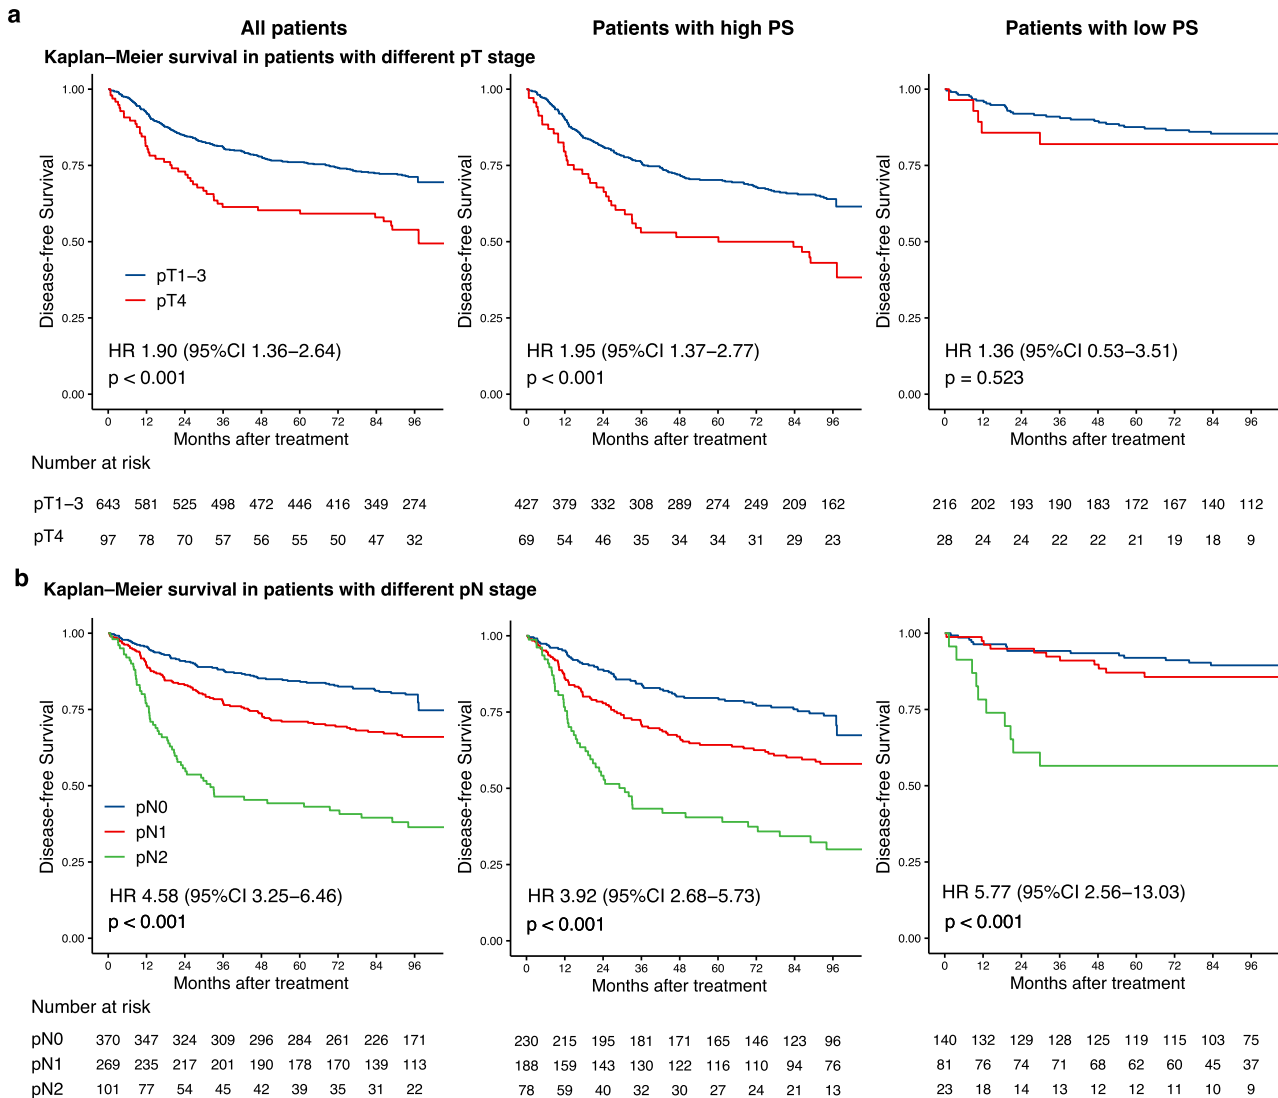 a
All patients
Patients with high PS
Patients with low PS
Kaplan–Meier survival in patients with different pT stage
Disease-free Survival
1.00
0.75
0.50
0.25
0.00
pT1–3
pT4
HR 1.90 (95%CI 1.36–2.64)
p < 0.001
0 12 24 36 48 60 72 84 96
Months after treatment
Disease-free Survival
1.00
0.75
0.50
0.25
0.00
HR 1.95 (95%CI 1.37–2.77)
p < 0.001
0 12 24 36 48 60 72 84 96
Months after treatment
Disease-free Survival
1.00
0.75
0.50
0.25
0.00
HR 1.36 (95%CI 0.53–3.51)
p = 0.523
0 12 24 36 48 60 72 84 96
Months after treatment
Number at risk
pT1–3 643 581 525 498 472 446 416 349 274 427 379 332 308 289 274 249 209 162 216 202 193 190 183 172 167 140 112
pT4 97 78 70 57 56 55 50 47 32 69 54 46 35 34 34 31 29 23 28 24 24 22 22 21 19 18 9
b
Kaplan–Meier survival in patients with different pN stage
Disease-free Survival
1.00
0.75
0.50
0.25
0.00
pN0
pN1
pN2
HR 4.58 (95%CI 3.25–6.46)
p < 0.001
0 12 24 36 48 60 72 84 96
Months after treatment
Disease-free Survival
1.00
0.75
0.50
0.25
0.00
HR 3.92 (95%CI 2.68–5.73)
p < 0.001
0 12 24 36 48 60 72 84 96
Months after treatment
Disease-free Survival
1.00
0.75
0.50
0.25
0.00
HR 5.77 (95%CI 2.56–13.03)
p < 0.001
0 12 24 36 48 60 72 84 96
Months after treatment
Number at risk
pN0 370 347 324 309 296 284 261 226 171 230 215 195 181 171 165 146 123 96 140 132 129 128 125 119 115 103 75
pN1 269 235 217 201 190 178 170 139 113 188 159 143 130 122 116 110 94 76 81 76 74 71 68 62 60 45 37
pN2 101 77 54 45 42 39 35 31 22 78 59 40 32 30 27 24 21 13 23 18 14 13 12 12 11 10 9